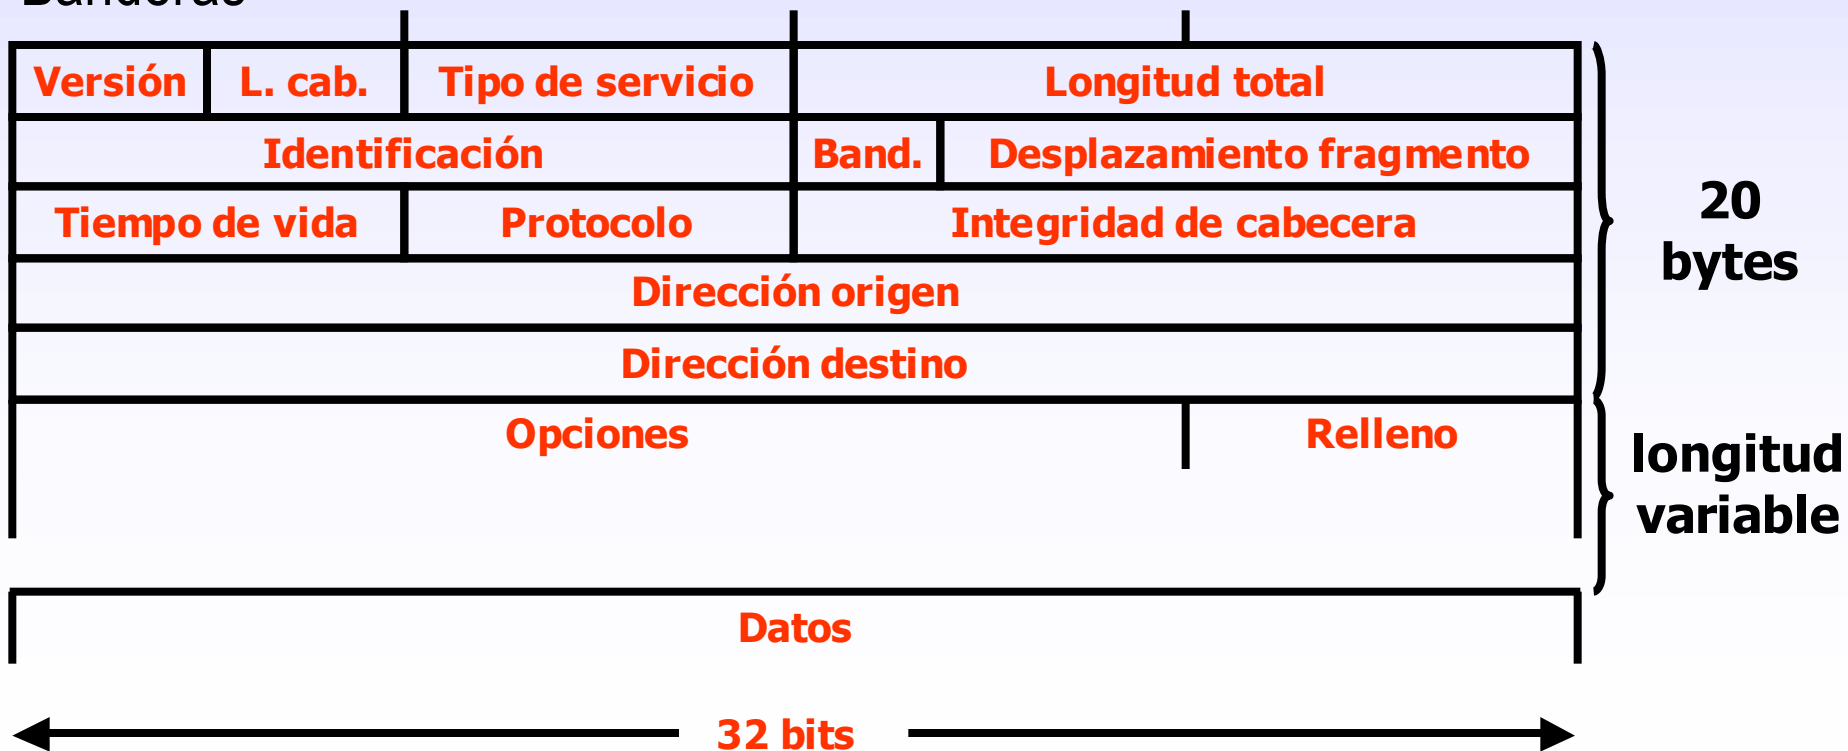 Banderas
Versión L. cab. Tipo de servicio Longitud total
Identificación Band. Desplazamiento fragmento
Tiempo de vida Protocolo Integridad de cabecera
Dirección origen
Dirección destino
Opciones Relleno
Datos
32 bits
20
bytes
longitud
variable